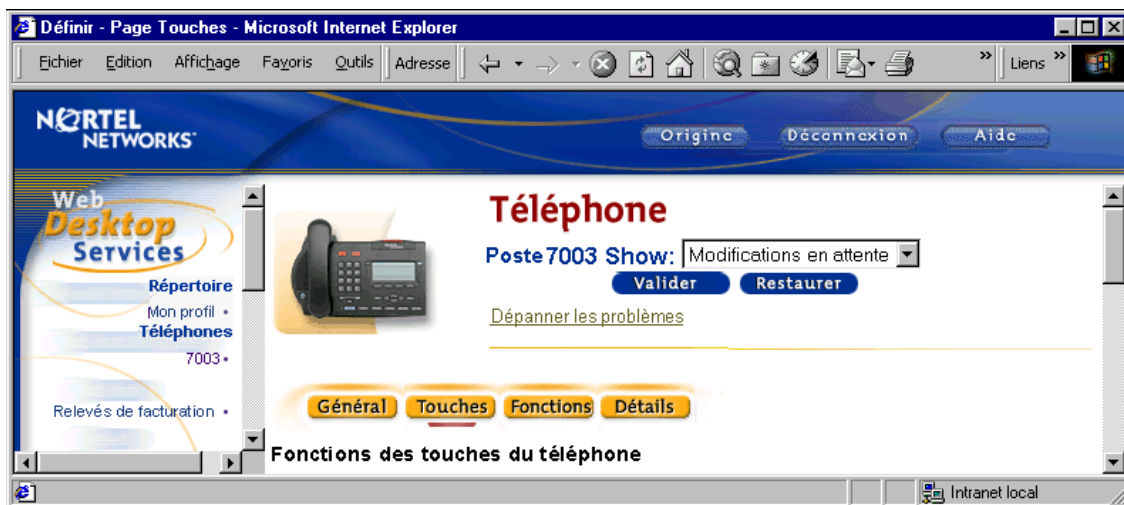 Définir - Page Touches - Microsoft Internet Explorer
Fichier Edition Affichage Favoris Outils Adresse » Liens »
NORTEL
NETWORKS
Origine Déconnexion Aide
Web
Desktop
Services
Répertoire
Mon profil •
Téléphones
7003 •
Relevés de facturation •
Téléphone
Poste 7003 Show: Modifications en attente
Valider Restaurer
Dépanner les problèmes
Général Touches Fonctions Détails
Fonctions des touches du téléphone
Intranet local